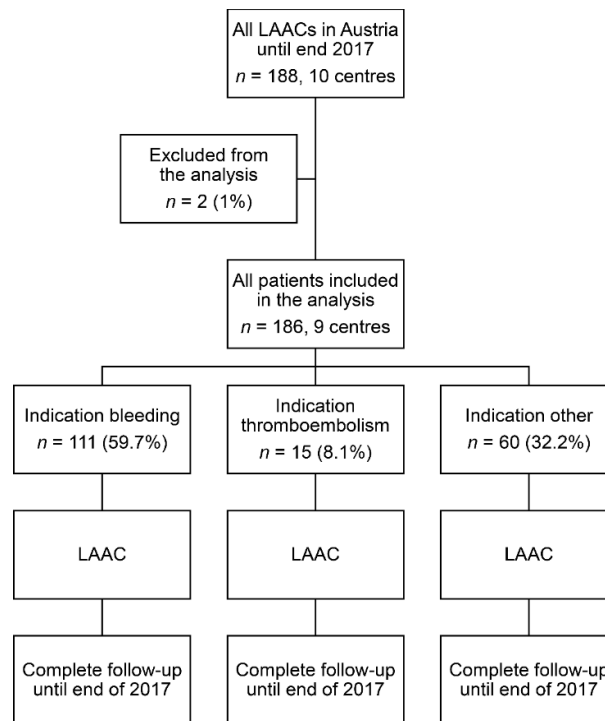 All LAACs in Austria
until end 2017
n = 188, 10 centres
Excluded from
the analysis
n = 2 (1%)
All patients included
in the analysis
n = 186, 9 centres
Indication bleeding
n = 111 (59.7%)
Indication
thromboembolism
n = 15 (8.1%)
Indication other
n = 60 (32.2%)
LAAC
LAAC
LAAC
Complete follow-up
until end of 2017
Complete follow-up
until end of 2017
Complete follow-up
until end of 2017